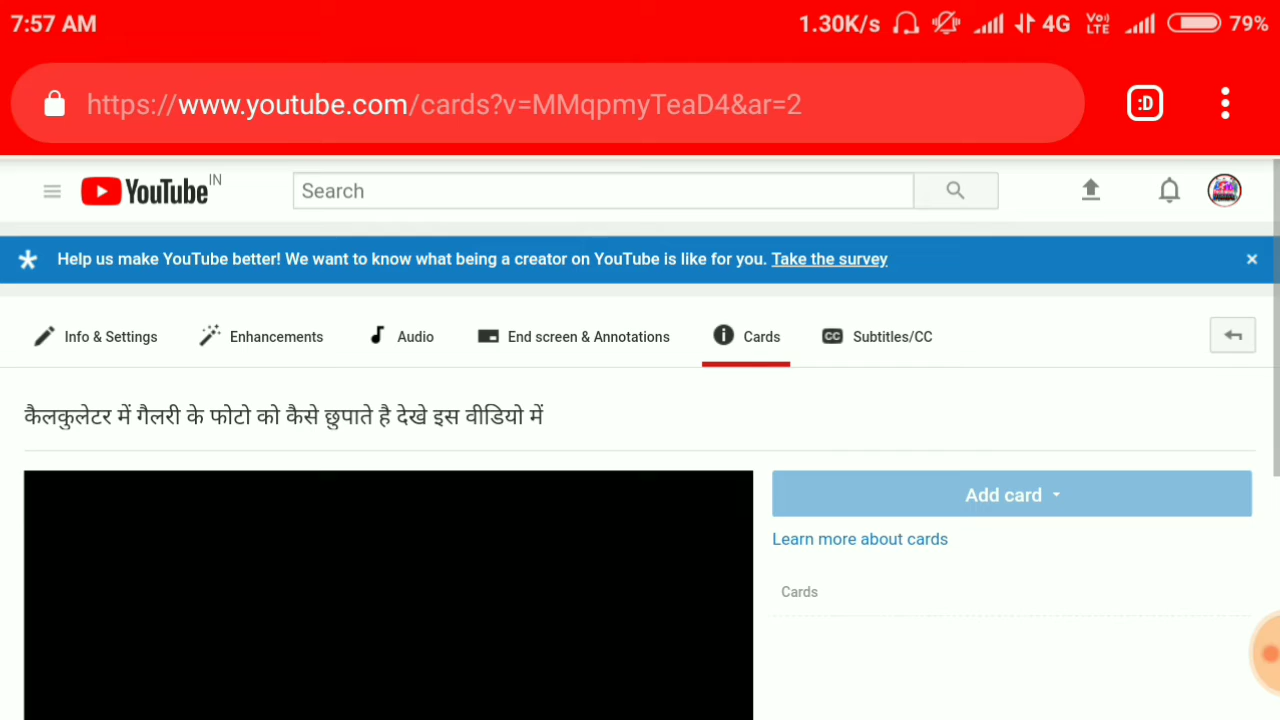 7:57 AM 1.30K/s 4G Vo) LTE 79%
https://www.youtube.com/cards?v=MMqpmyTeaD4&ar=2 :D
YouTube IN Search
Help us make YouTube better! We want to know what being a creator on YouTube is like for you. Take the survey ×
Info & Settings Enhancements Audio End screen & Annotations Cards CC Subtitles/CC
कैलकुलेटर में गैलरी के फोटो को कैसे छुपाते है देखे इस वीडियो में
Add card
Learn more about cards
Cards